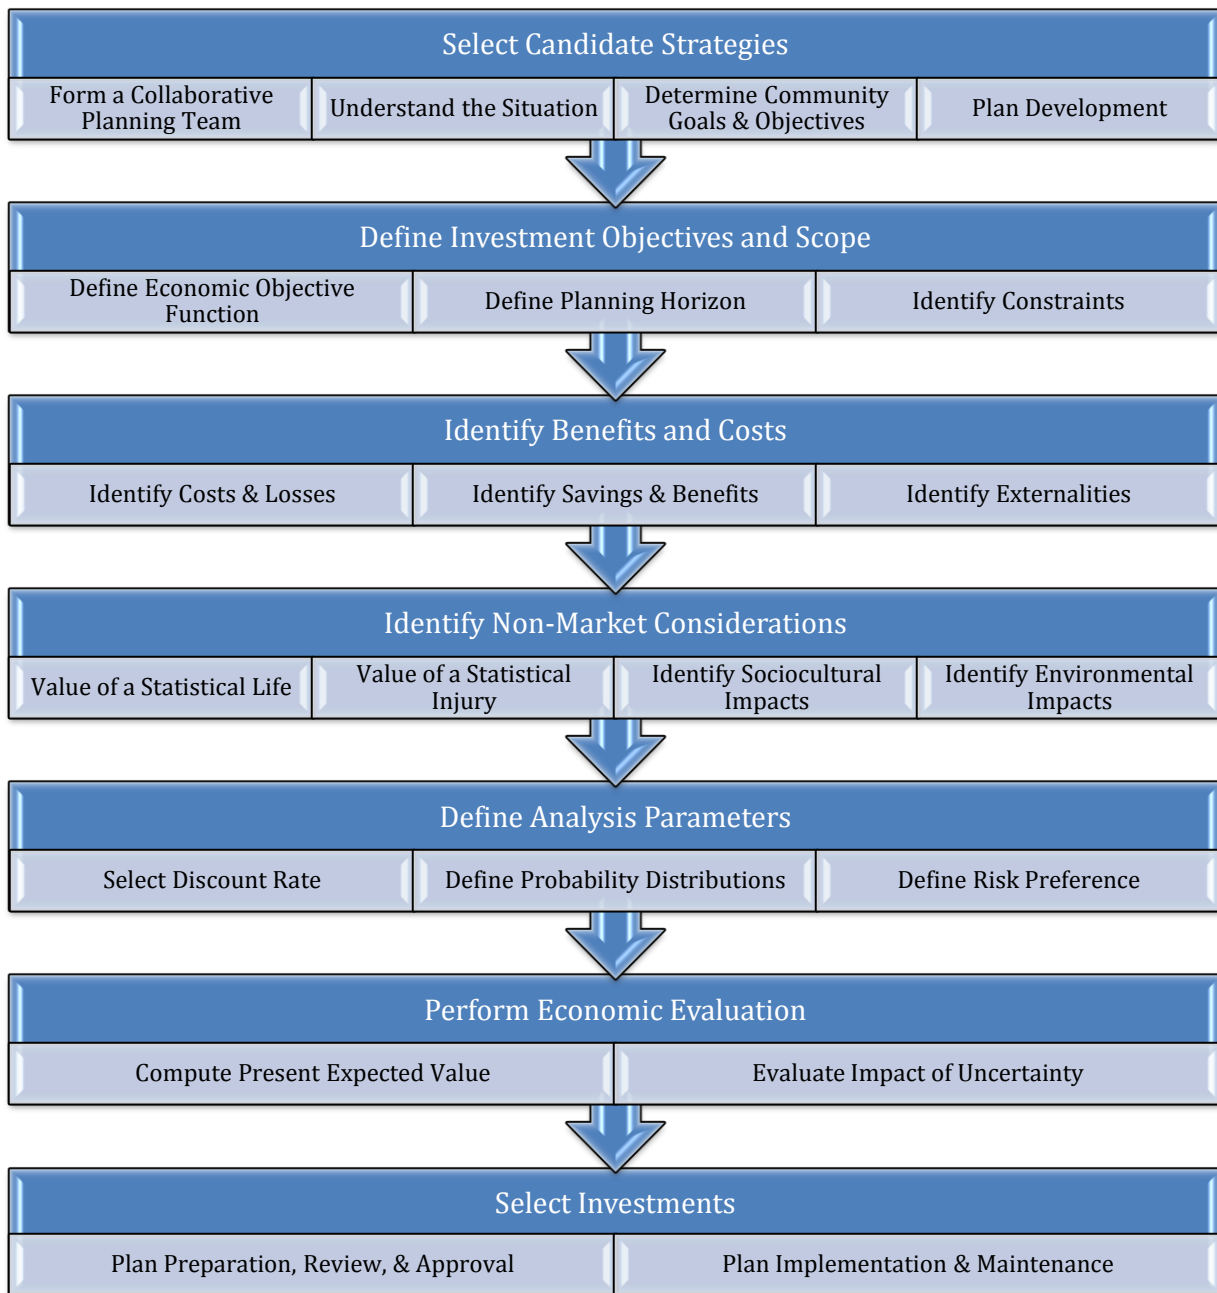 Select Candidate Strategies
Form a Collaborative
Planning Team
Understand the Situation
Determine Community
Goals & Objectives
Plan Development
Define Investment Objectives and Scope
Define Economic Objective
Function
Define Planning Horizon
Identify Constraints
Identify Benefits and Costs
Identify Costs & Losses
Identify Savings & Benefits
Identify Externalities
Identify Non-Market Considerations
Value of a Statistical Life
Value of a Statistical
Injury
Identify Sociocultural
Impacts
Identify Environmental
Impacts
Define Analysis Parameters
Select Discount Rate
Define Probability Distributions
Define Risk Preference
Perform Economic Evaluation
Compute Present Expected Value
Evaluate Impact of Uncertainty
Select Investments
Plan Preparation, Review, & Approval
Plan Implementation & Maintenance